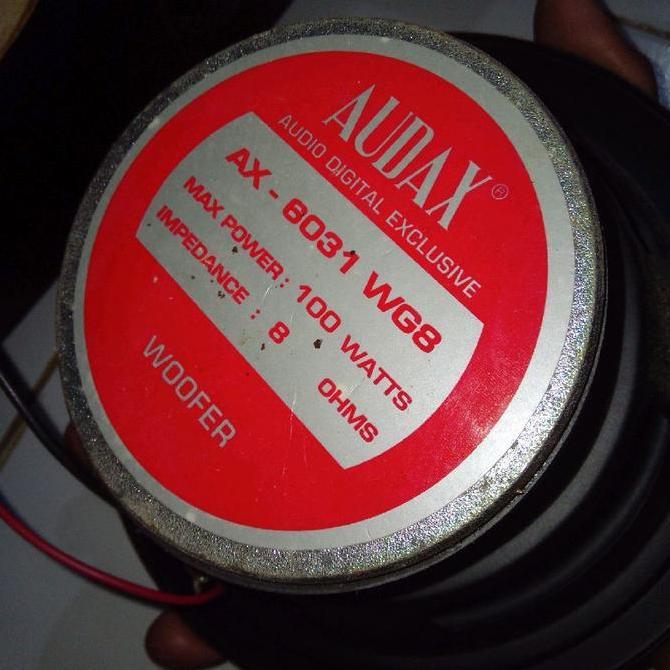 AUDAX ®
AUDIO DIGITAL EXCLUSIVE
AX - 6031 WG8
MAX POWER : 100 WATTS
IMPEDANCE : 8 OHMS
WOOFER